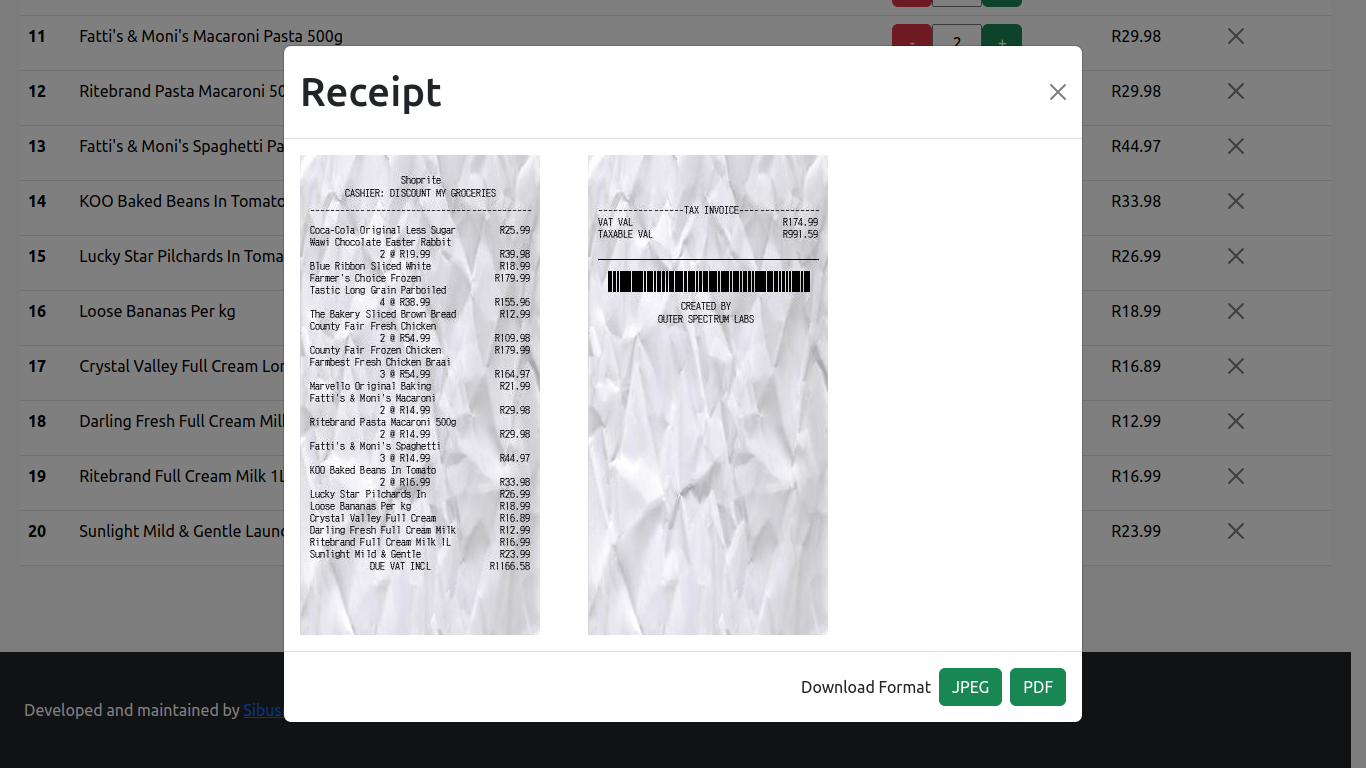 11 Fatti's & Moni's Macaroni Pasta 500g - 2 + R29.98
Receipt
12 Ritebrand Pasta Macaroni 50 R29.98
13 Fatti's & Moni's Spaghetti Pa R44.97
14 KOO Baked Beans In Tomato R33.98
15 Lucky Star Pilchards In Toma R26.99
16 Loose Bananas Per kg R18.99
17 Crystal Valley Full Cream Lon R16.89
18 Darling Fresh Full Cream Mil R12.99
19 Ritebrand Full Cream Milk 1L R16.99
20 Sunlight Mild & Gentle Laun R23.99
Shoprite
CASHIER: DISCOUNT MY GROCERIES
Coca-Cola Original Less Sugar R25.99
Wawi Chocolate Easter Rabbit
2 @ R19.99 R39.98
Blue Ribbon Sliced White R18.99
Farmer's Choice Frozen R179.99
Tastic Long Grain Parboiled
4 @ R38.99 R155.96
The Bakery Sliced Brown Bread R12.99
County Fair Fresh Chicken
2 @ R54.99 R109.98
County Fair Frozen Chicken R179.99
Farmbest Fresh Chicken Braai
3 @ R54.99 R164.97
Marvello Original Baking R21.99
Fatti's & Moni's Macaroni
2 @ R14.99 R29.98
Ritebrand Pasta Macaroni 500g
2 @ R14.99 R29.98
Fatti's & Moni's Spaghetti
3 @ R14.99 R44.97
KOO Baked Beans In Tomato
2 @ R16.99 R33.98
Lucky Star Pilchards In R26.99
Loose Bananas Per kg R18.99
Crystal Valley Full Cream R16.89
Darling Fresh Full Cream Milk R12.99
Ritebrand Full Cream Milk 1L R16.99
Sunlight Mild & Gentle R23.99
DUE VAT INCL R1166.58
TAX INVOICE
VAT VAL R174.99
TAXABLE VAL R991.59
CREATED BY
OUTER SPECTRUM LABS
Download Format JPEG PDF
Developed and maintained by Sibus